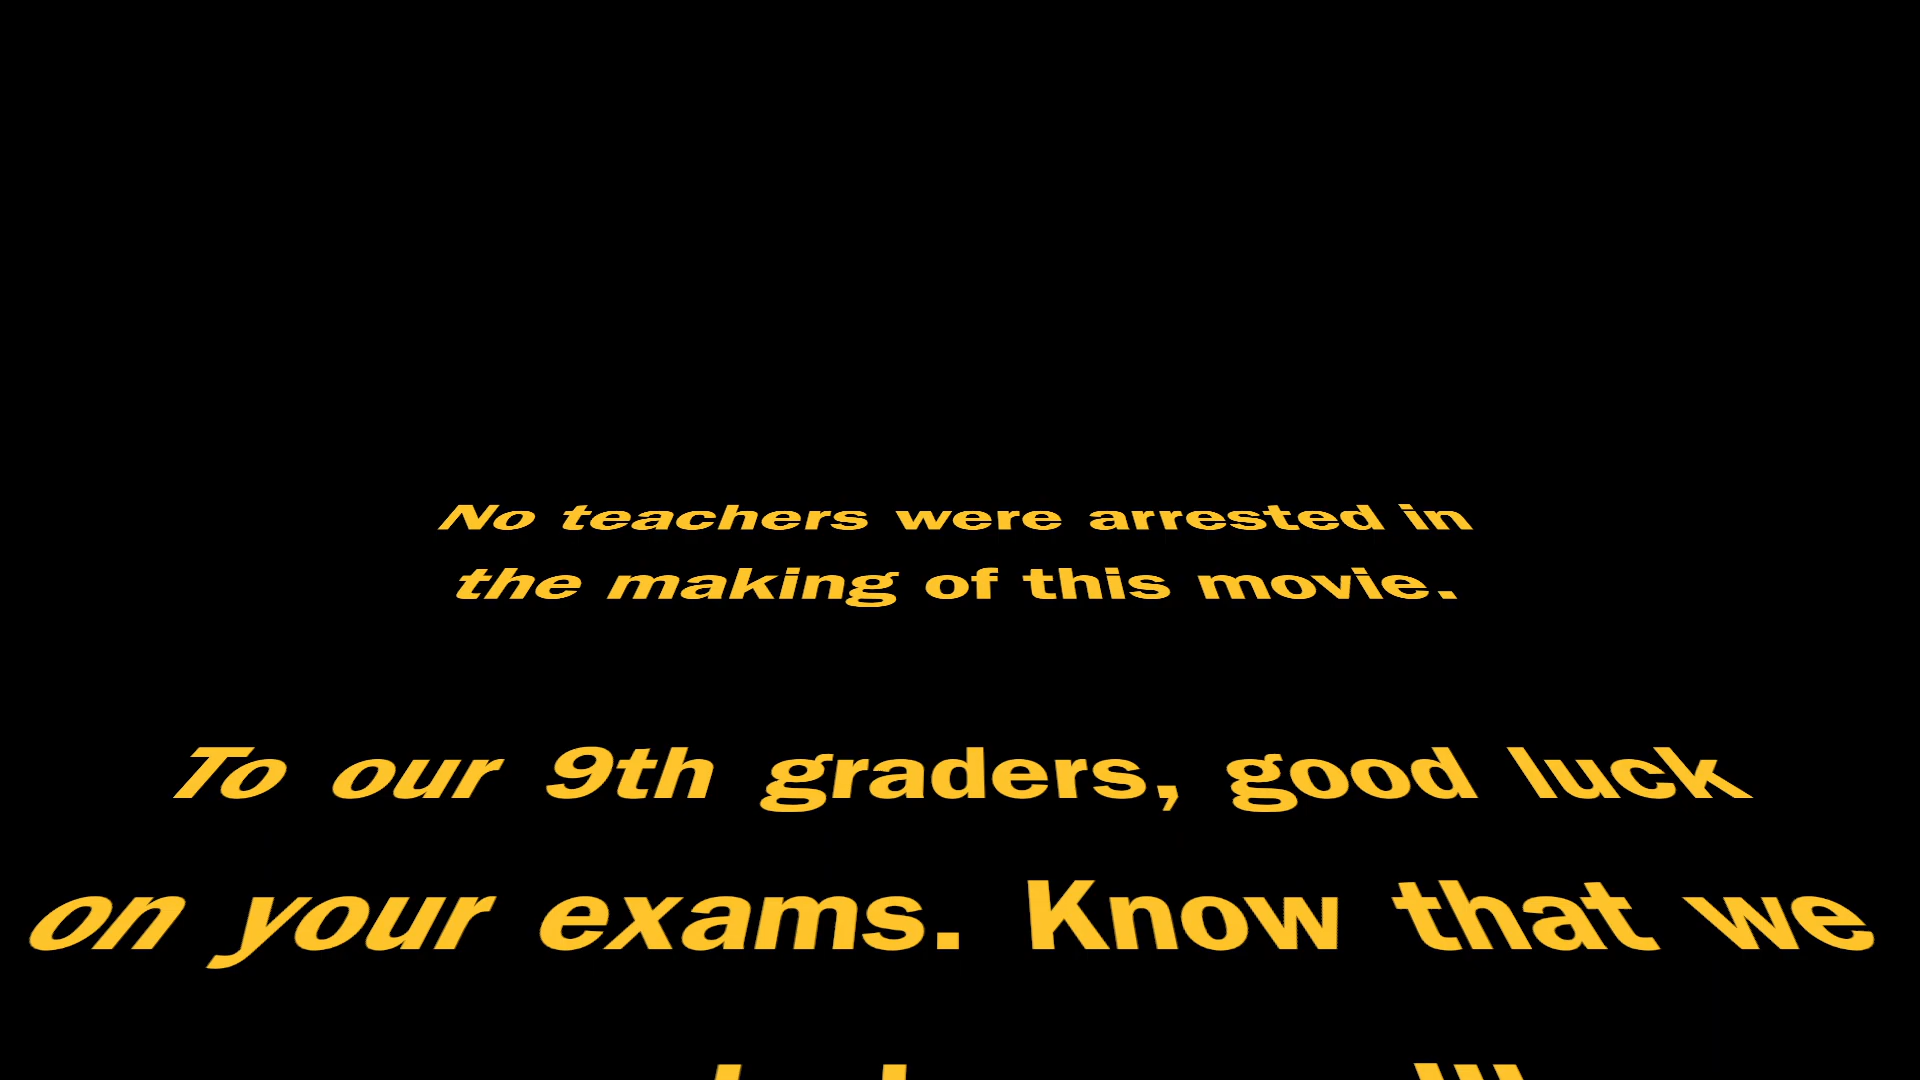 No teachers were arrested in
the making of this movie.
To our 9th graders, good luck
on your exams. Know that we